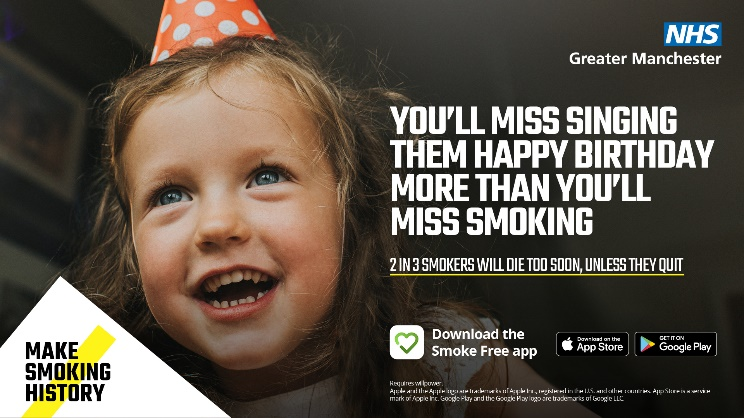 NHS
Greater Manchester
YOU'LL MISS SINGING
THEM HAPPY BIRTHDAY
MORE THAN YOU'LL
MISS SMOKING
2 IN 3 SMOKERS WILL DIE TOO SOON, UNLESS THEY QUIT
Download the
Smoke Free app
Download on the
App Store
GET IT ON
Google Play
MAKE
SMOKING
HISTORY
Requires willpower.
Apple and the Apple logo are trademarks of Apple Inc., registered in the U.S. and other countries. App Store is a service
mark of Apple Inc. Google Play and the Google Play logo are trademarks of Google LLC.